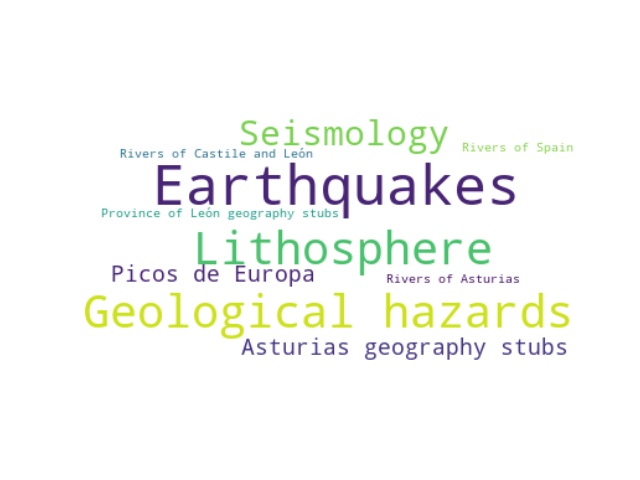 Seismology
Rivers of Spain
Rivers of Castile and León
Earthquakes
Province of León geography stubs
Lithosphere
Picos de Europa
Rivers of Asturias
Geological hazards
Asturias geography stubs